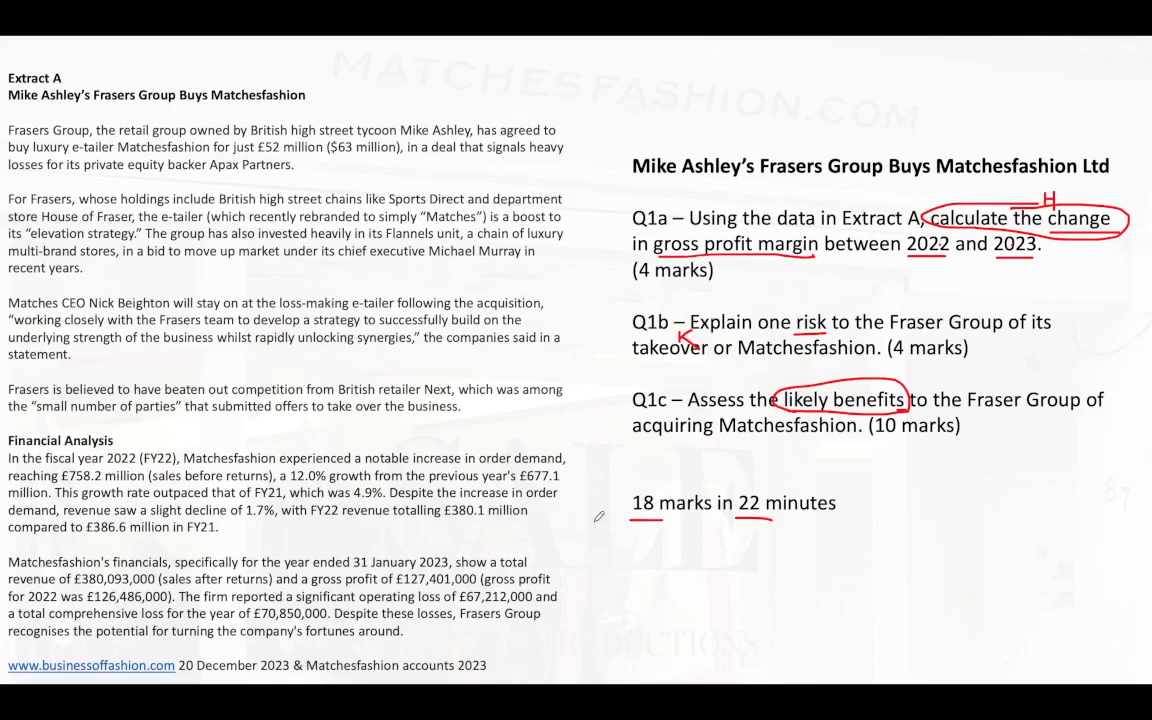 MATCHESFASHION.COM
Extract A
Mike Ashley’s Frasers Group Buys Matchesfashion
Frasers Group, the retail group owned by British high street tycoon Mike Ashley, has agreed to
buy luxury e-tailer Matchesfashion for just £52 million ($63 million), in a deal that signals heavy
losses for its private equity backer Apax Partners.
For Frasers, whose holdings include British high street chains like Sports Direct and department
store House of Fraser, the e-tailer (which recently rebranded to simply “Matches”) is a boost to
its “elevation strategy.” The group has also invested heavily in its Flannels unit, a chain of luxury
multi-brand stores, in a bid to move up market under its chief executive Michael Murray in
recent years.
Matches CEO Nick Beighton will stay on at the loss-making e-tailer following the acquisition,
“working closely with the Frasers team to develop a strategy to successfully build on the
underlying strength of the business whilst rapidly unlocking synergies,” the companies said in a
statement.
Frasers is believed to have beaten out competition from British retailer Next, which was among
the “small number of parties” that submitted offers to take over the business.
Financial Analysis
In the fiscal year 2022 (FY22), Matchesfashion experienced a notable increase in order demand,
reaching £758.2 million (sales before returns), a 12.0% growth from the previous year's £677.1
million. This growth rate outpaced that of FY21, which was 4.9%. Despite the increase in order
demand, revenue saw a slight decline of 1.7%, with FY22 revenue totalling £380.1 million
compared to £386.6 million in FY21.
Matchesfashion's financials, specifically for the year ended 31 January 2023, show a total
revenue of £380,093,000 (sales after returns) and a gross profit of £127,401,000 (gross profit
for 2022 was £126,486,000). The firm reported a significant operating loss of £67,212,000 and
a total comprehensive loss for the year of £70,850,000. Despite these losses, Frasers Group
recognises the potential for turning the company's fortunes around.
www.businessoffashion.com 20 December 2023 & Matchesfashion accounts 2023
Mike Ashley’s Frasers Group Buys Matchesfashion Ltd
H
Q1a – Using the data in Extract A, calculate the change
in gross profit margin between 2022 and 2023.
(4 marks)
Q1b – Explain one risk to the Fraser Group of its
takeover or Matchesfashion. (4 marks)
Q1c – Assess the likely benefits to the Fraser Group of
acquiring Matchesfashion. (10 marks)
18 marks in 22 minutes
SALE
87